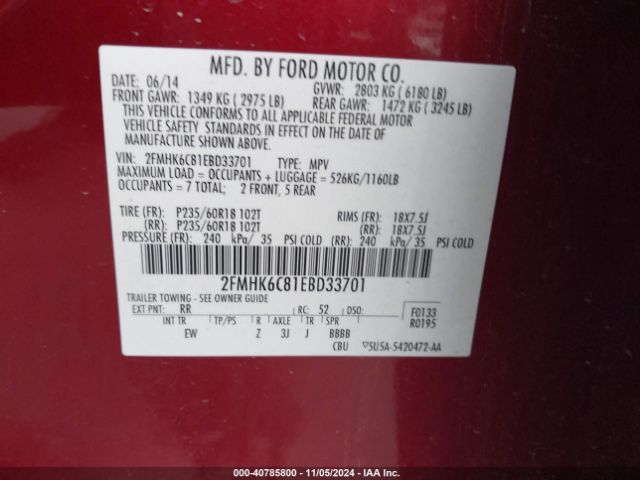 MFD. BY FORD MOTOR CO.
DATE: 06/14 GVWR: 2803 KG ( 6180 LB)
FRONT GAWR: 1349 KG ( 2975 LB) REAR GAWR: 1472 KG ( 3245 LB)
THIS VEHICLE CONFORMS TO ALL APPLICABLE FEDERAL MOTOR
VEHICLE SAFETY STANDARDS IN EFFECT ON THE DATE OF
MANUFACTURE SHOWN ABOVE.
VIN: 2FMHK6C81EBD33701 TYPE: MPV
MAXIMUM LOAD = OCCUPANTS + LUGGAGE = 526KG/1160LB
OCCUPANTS = 7 TOTAL; 2 FRONT, 5 REAR
TIRE (FR): P235/60R18 102T RIMS (FR): 18X7.5J
(RR): P235/60R18 102T (RR): 18X7.5J
PRESSURE (FR): 240 kPa/ 35 PSI COLD (RR): 240 kPa/ 35 PSI COLD
2FMHK6C81EBD33701
TRAILER TOWING - SEE OWNER GUIDE
EXT PNT: RR RC: 52 DSO: F0133
R0195
INT TR TP/PS R AXLE TR SPR
W Z 3J J BBBB
CBU 5U5A-5420472-AA
Stock: 40785800 - 11/05/2024 - IAA Inc.